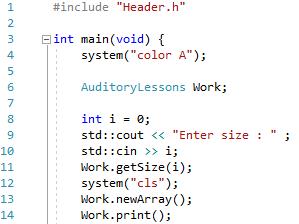 1 #include "Header.h"
2
3 int main(void) {
4 system("color A");
5
6 AuditoryLessons Work;
7
8 int i = 0;
9 std::cout << "Enter size : " ;
10 std::cin >> i;
11 Work.getSize(i);
12 system("cls");
13 Work.newArray();
14 Work.print();